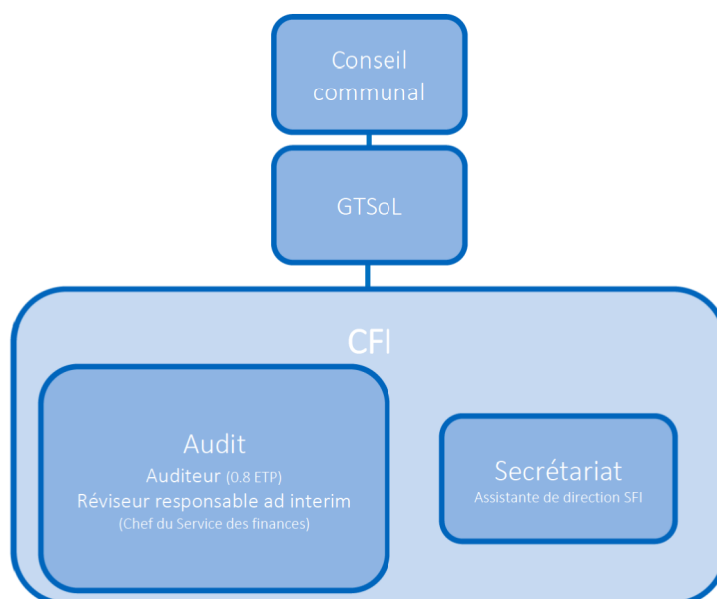 Conseil
communal
GTSoL
CFI
Audit
Auditeur (0.8 ETP)
Réviseur responsable ad interim
(Chef du Service des finances)
Secrétariat
Assistante de direction SFI